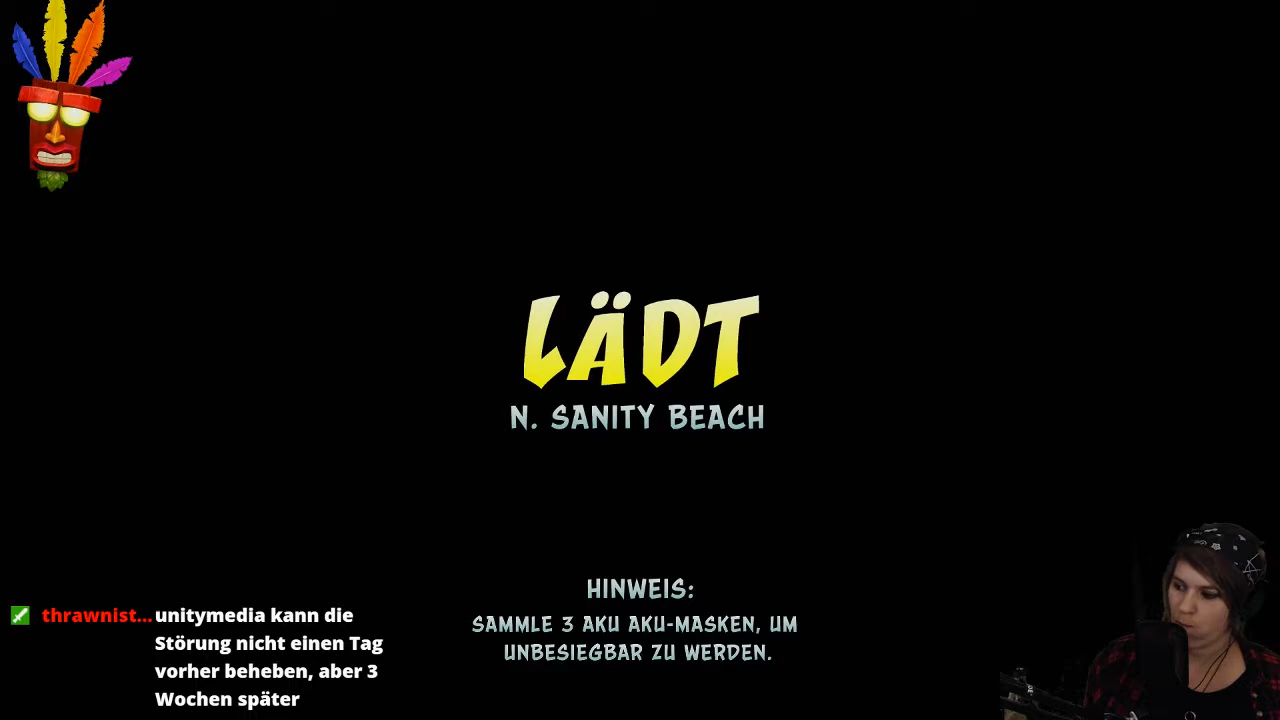 LÄDT
N. SANITY BEACH
HINWEIS:
SAMMLE 3 AKU AKU-MASKEN, UM
UNBESIEGBAR ZU WERDEN.
thrawnist... unitymedia kann die
Störung nicht einen Tag
vorher beheben, aber 3
Wochen später